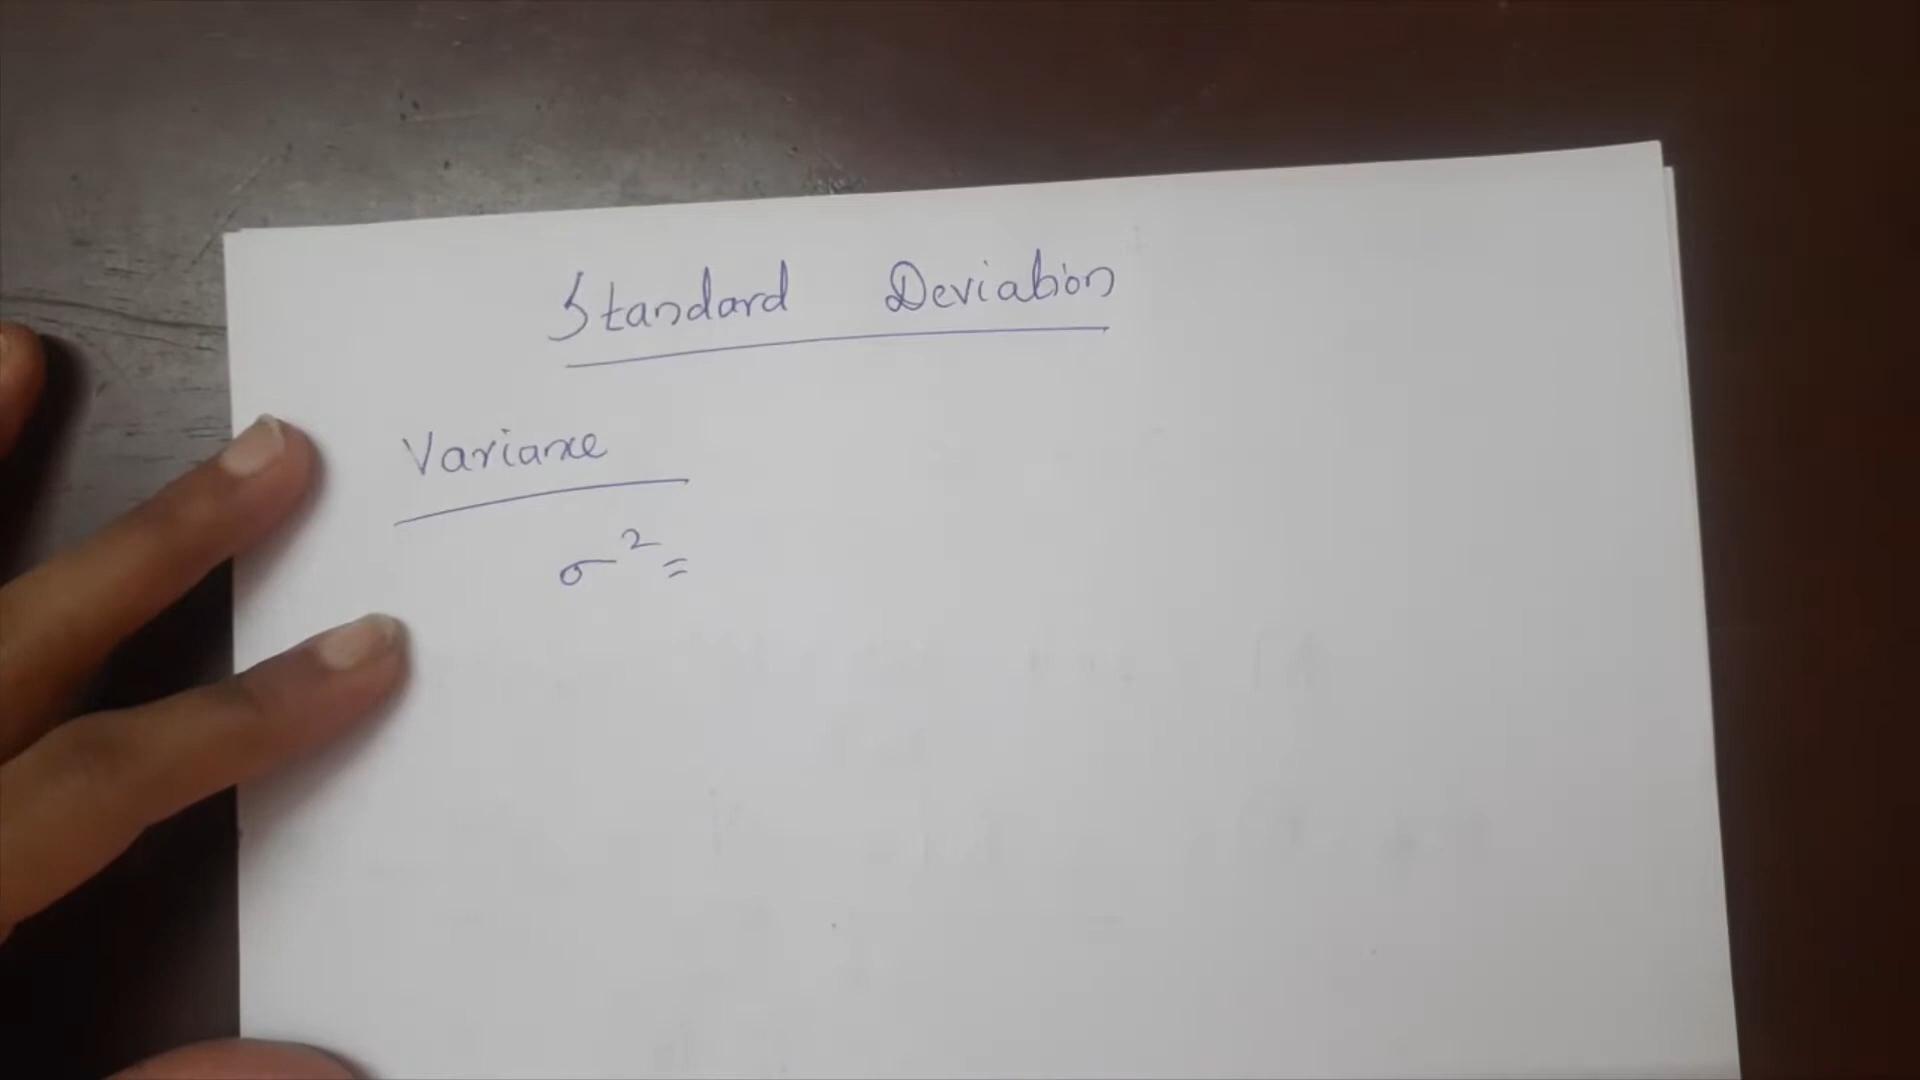 Standard Deviation
Variance
σ² =